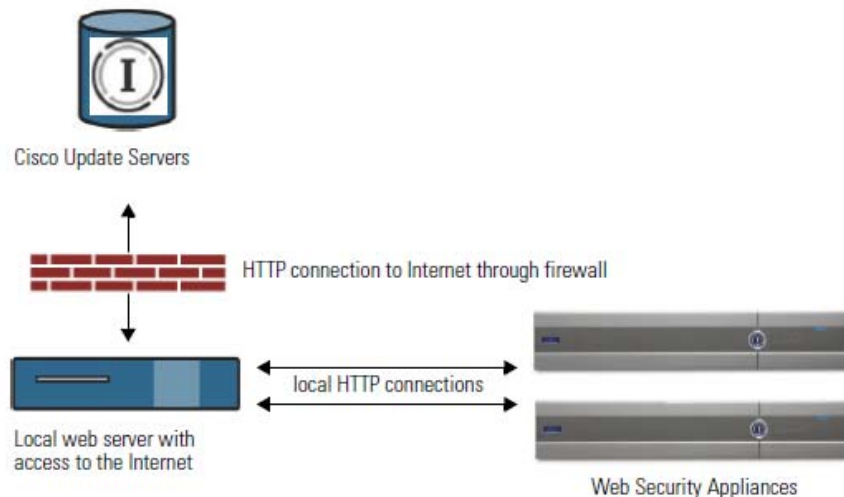 I
Cisco Update Servers
HTTP connection to Internet through firewall
local HTTP connections
Local web server with
access to the Internet
Web Security Appliances